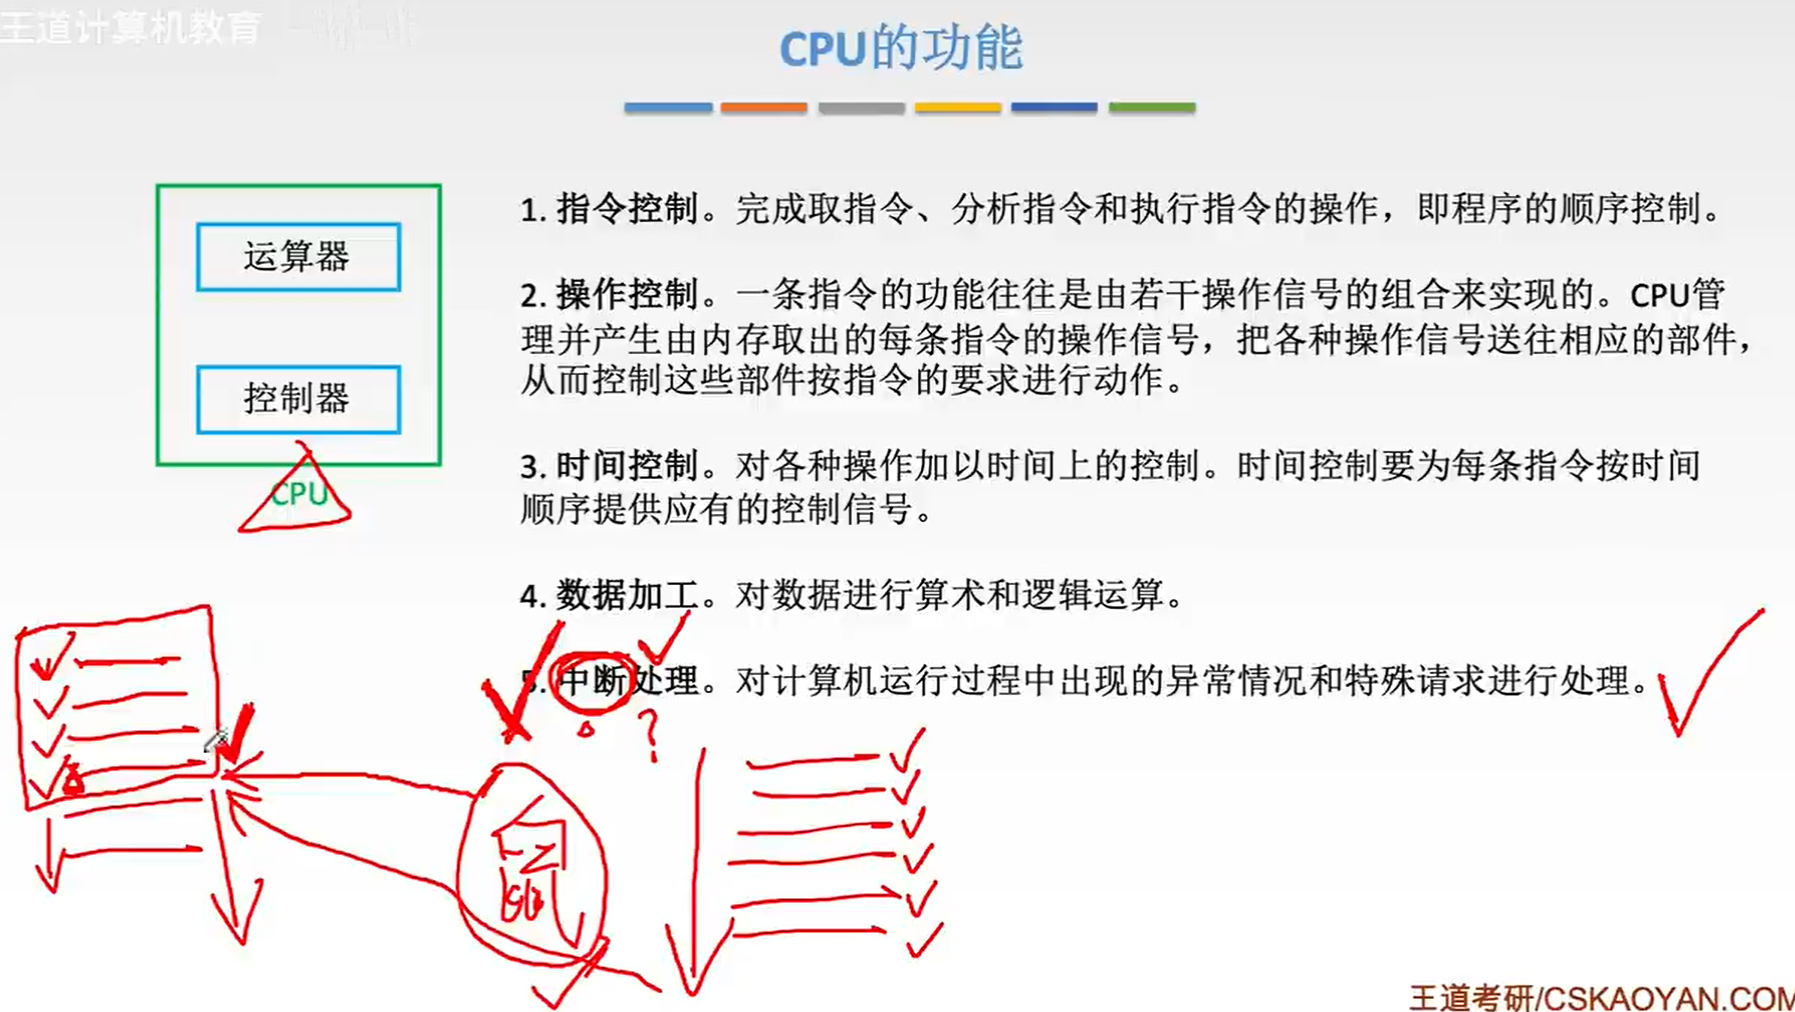 王道计算机教育
CPU的功能
运算器
控制器
CPU
1. 指令控制。完成取指令、分析指令和执行指令的操作，即程序的顺序控制。
2. 操作控制。一条指令的功能往往是由若干操作信号的组合来实现的。CPU管
理并产生由内存取出的每条指令的操作信号，把各种操作信号送往相应的部件，
从而控制这些部件按指令的要求进行动作。
3. 时间控制。对各种操作加以时间上的控制。时间控制要为每条指令按时间
顺序提供应有的控制信号。
4. 数据加工。对数据进行算术和逻辑运算。
5. 中断处理。对计算机运行过程中出现的异常情况和特殊请求进行处理。
?
王道考研/CSKAOYAN.COM